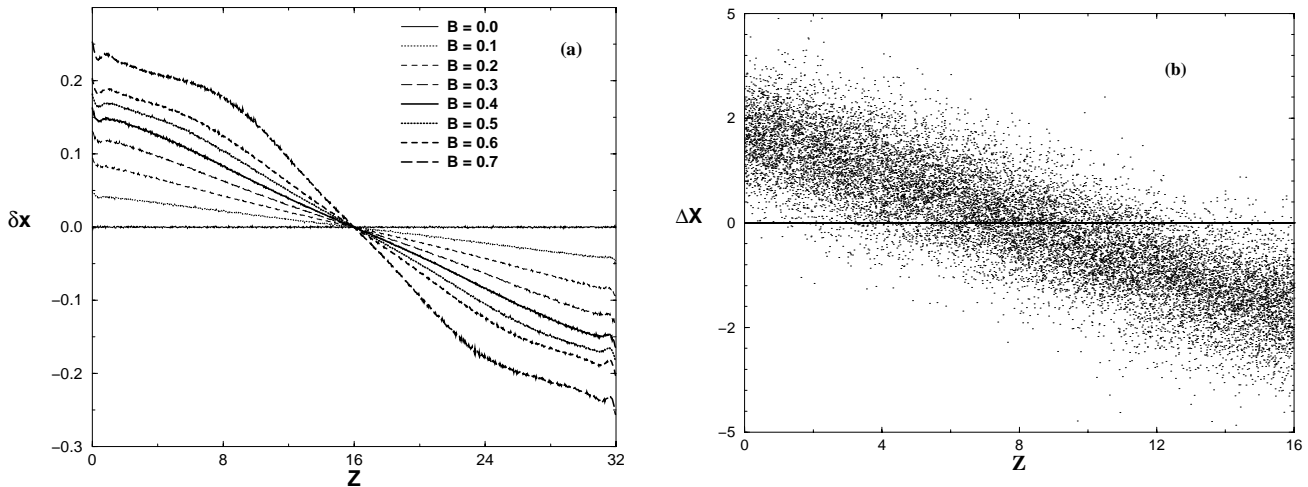 B = 0.0
B = 0.1
B = 0.2
B = 0.3
B = 0.4
B = 0.5
B = 0.6
B = 0.7
(a)
0.2
0.1
0.0
−0.1
−0.2
−0.3
δx
0
8
16
24
32
Z
(b)
5
2
0
−2
−5
ΔX
0
4
8
12
16
Z